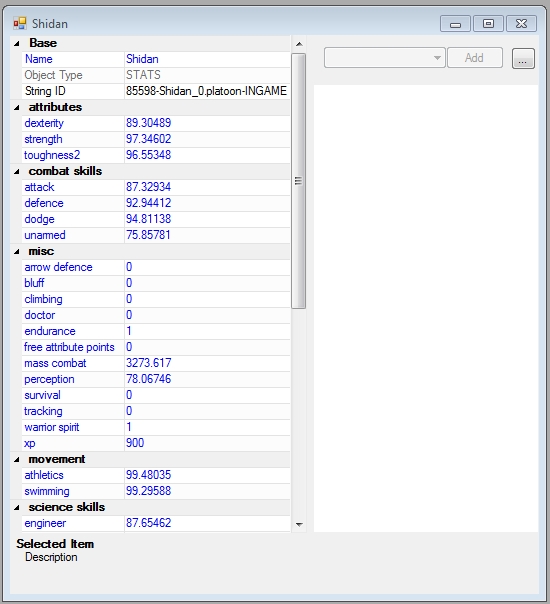 Shidan
Add
...
Base
Name Shidan
Object Type STATS
String ID 85598-Shidan_0.platoon-INGAME
attributes
dexterity 89.30489
strength 97.34602
toughness2 96.55348
combat skills
attack 87.32934
defence 92.94412
dodge 94.81138
unarmed 75.85781
misc
arrow defence 0
bluff 0
climbing 0
doctor 0
endurance 1
free attribute points 0
mass combat 3273.617
perception 78.06746
survival 0
tracking 0
warrior spirit 1
xp 900
movement
athletics 99.48035
swimming 99.29588
science skills
engineer 87.65462
Selected Item
Description